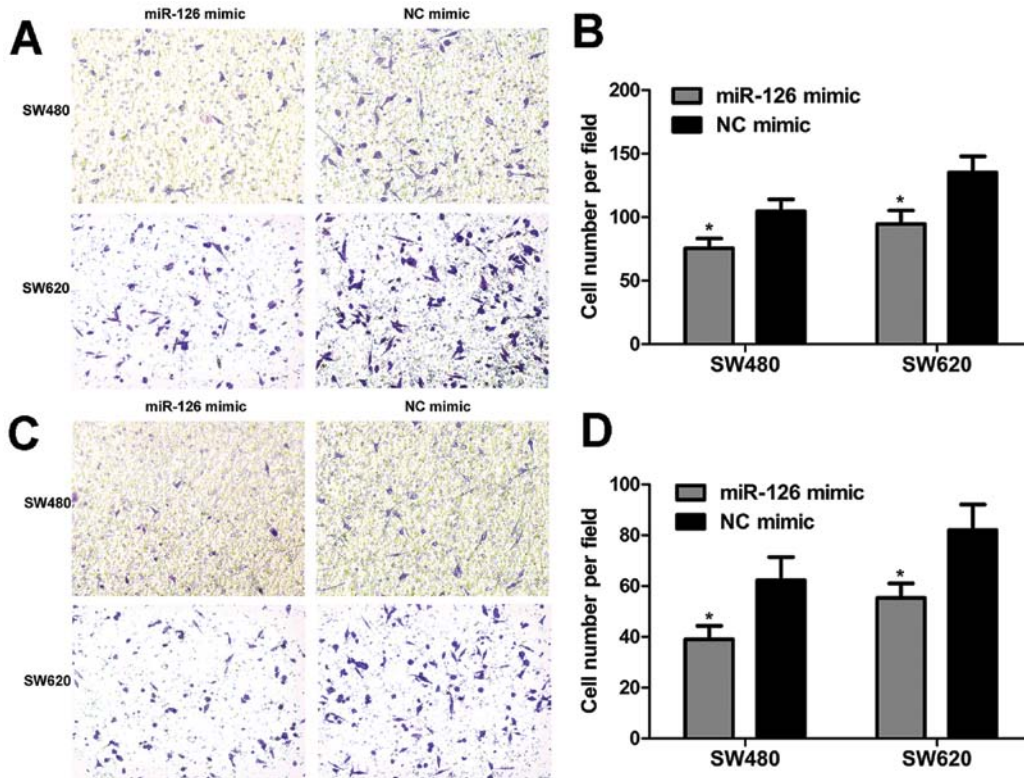 A
miR-126 mimic
NC mimic
SW480
SW620
B
miR-126 mimic
NC mimic
Cell number per field
200
150
100
50
0
*
*
SW480
SW620
C
miR-126 mimic
NC mimic
SW480
SW620
D
miR-126 mimic
NC mimic
Cell number per field
100
80
60
40
20
0
*
*
SW480
SW620